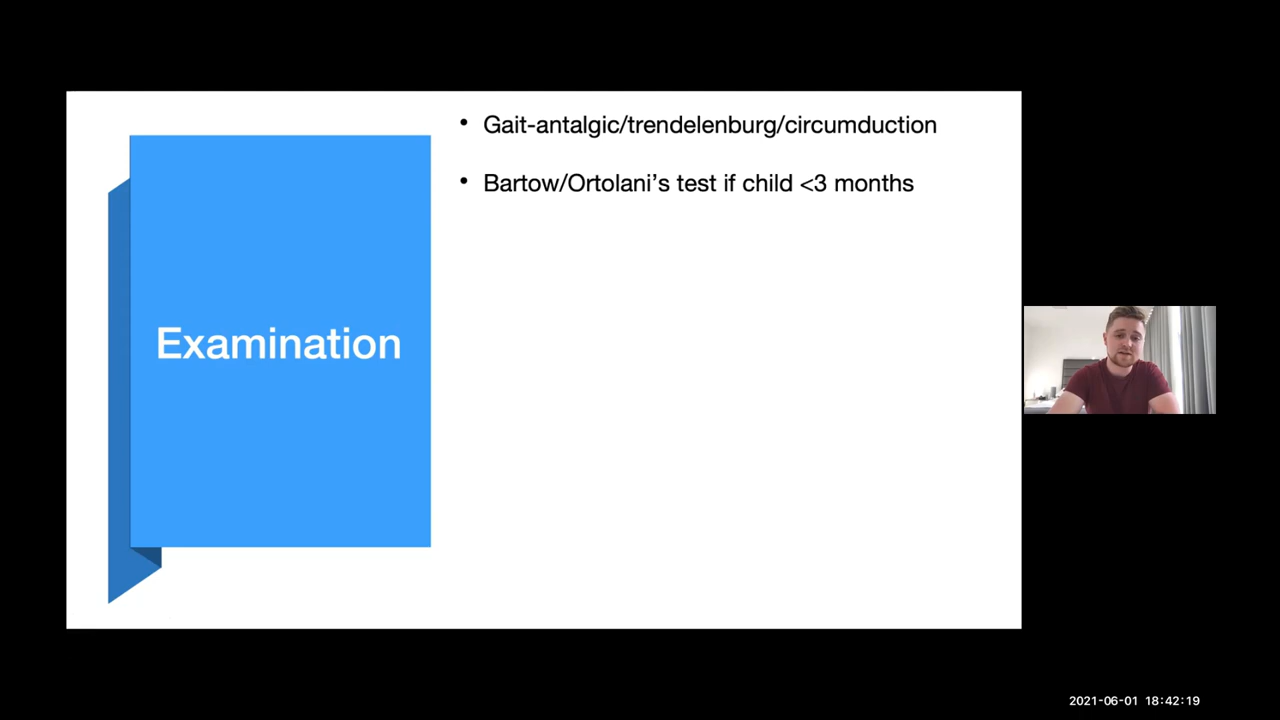 • Gait-antalgic/trendelenburg/circumduction
• Bartow/Ortolani’s test if child <3 months
Examination
2021-06-01 18:42:19